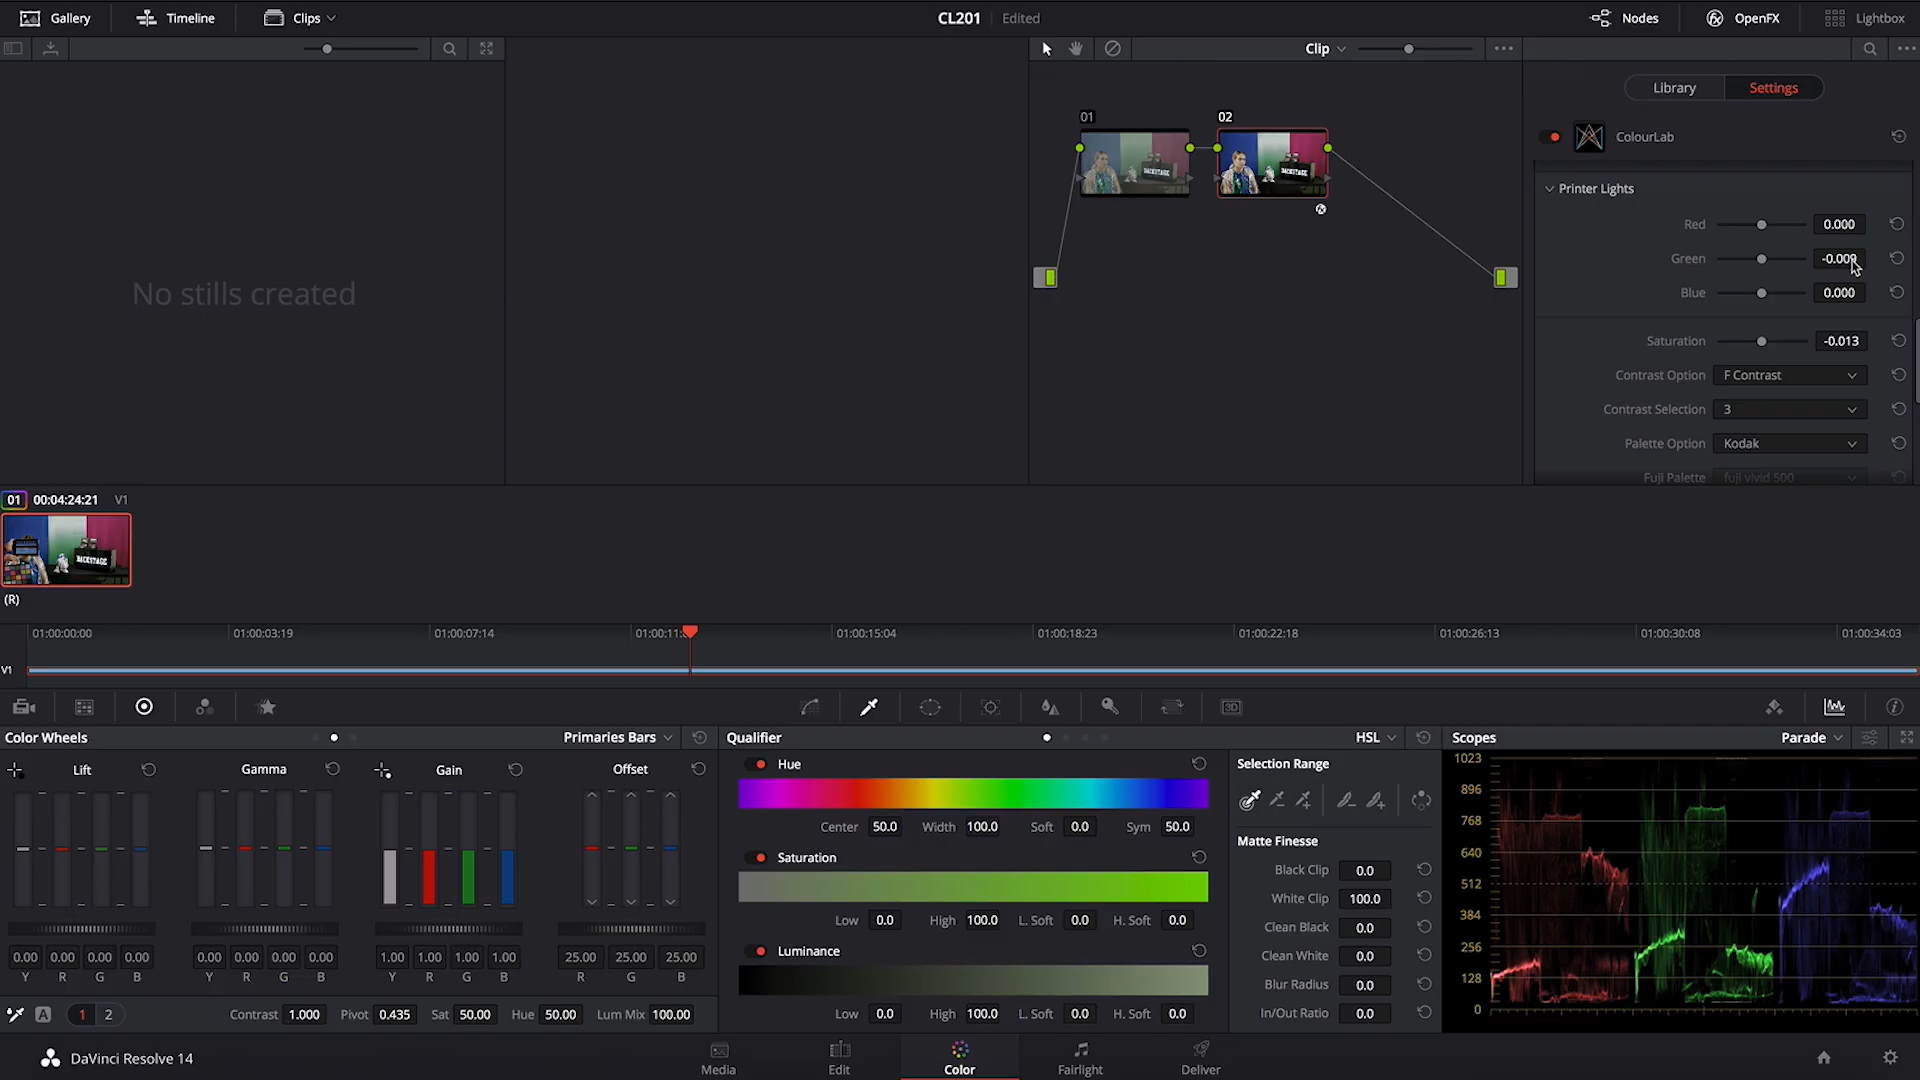 Gallery Timeline Clips CL201 Edited Nodes OpenFX Lightbox
Clip
Library Settings
ColourLab
Printer Lights
Red 0.000
Green -0.009
Blue 0.000
Saturation -0.013
Contrast Option F Contrast
Contrast Selection 3
Palette Option Kodak
Fuji Palette fuji vivid 500
01 02
BACKSTAGE BACKSTAGE
No stills created
01 00:04:24:21 V1
BACKSTAGE
(R)
01:00:00:00 01:00:03:19 01:00:07:14 01:00:11: 01:00:15:04 01:00:18:23 01:00:22:18 01:00:26:13 01:00:30:08 01:00:34:03
V1
3D
Color Wheels Primaries Bars
Lift Gamma Gain Offset
0.00 0.00 0.00 0.00 0.00 0.00 0.00 0.00 1.00 1.00 1.00 1.00 25.00 25.00 25.00
Y R G B Y R G B Y R G B R G B
A 1 2 Contrast 1.000 Pivot 0.435 Sat 50.00 Hue 50.00 Lum Mix 100.00
Qualifier HSL
Hue
Center 50.0 Width 100.0 Soft 0.0 Sym 50.0
Saturation
Low 0.0 High 100.0 L. Soft 0.0 H. Soft 0.0
Luminance
Low 0.0 High 100.0 L. Soft 0.0 H. Soft 0.0
Selection Range
Matte Finesse
Black Clip 0.0
White Clip 100.0
Clean Black 0.0
Clean White 0.0
Blur Radius 0.0
In/Out Ratio 0.0
Scopes Parade
1023
896
768
640
512
384
256
128
0
DaVinci Resolve 14
Media Edit Color Fairlight Deliver